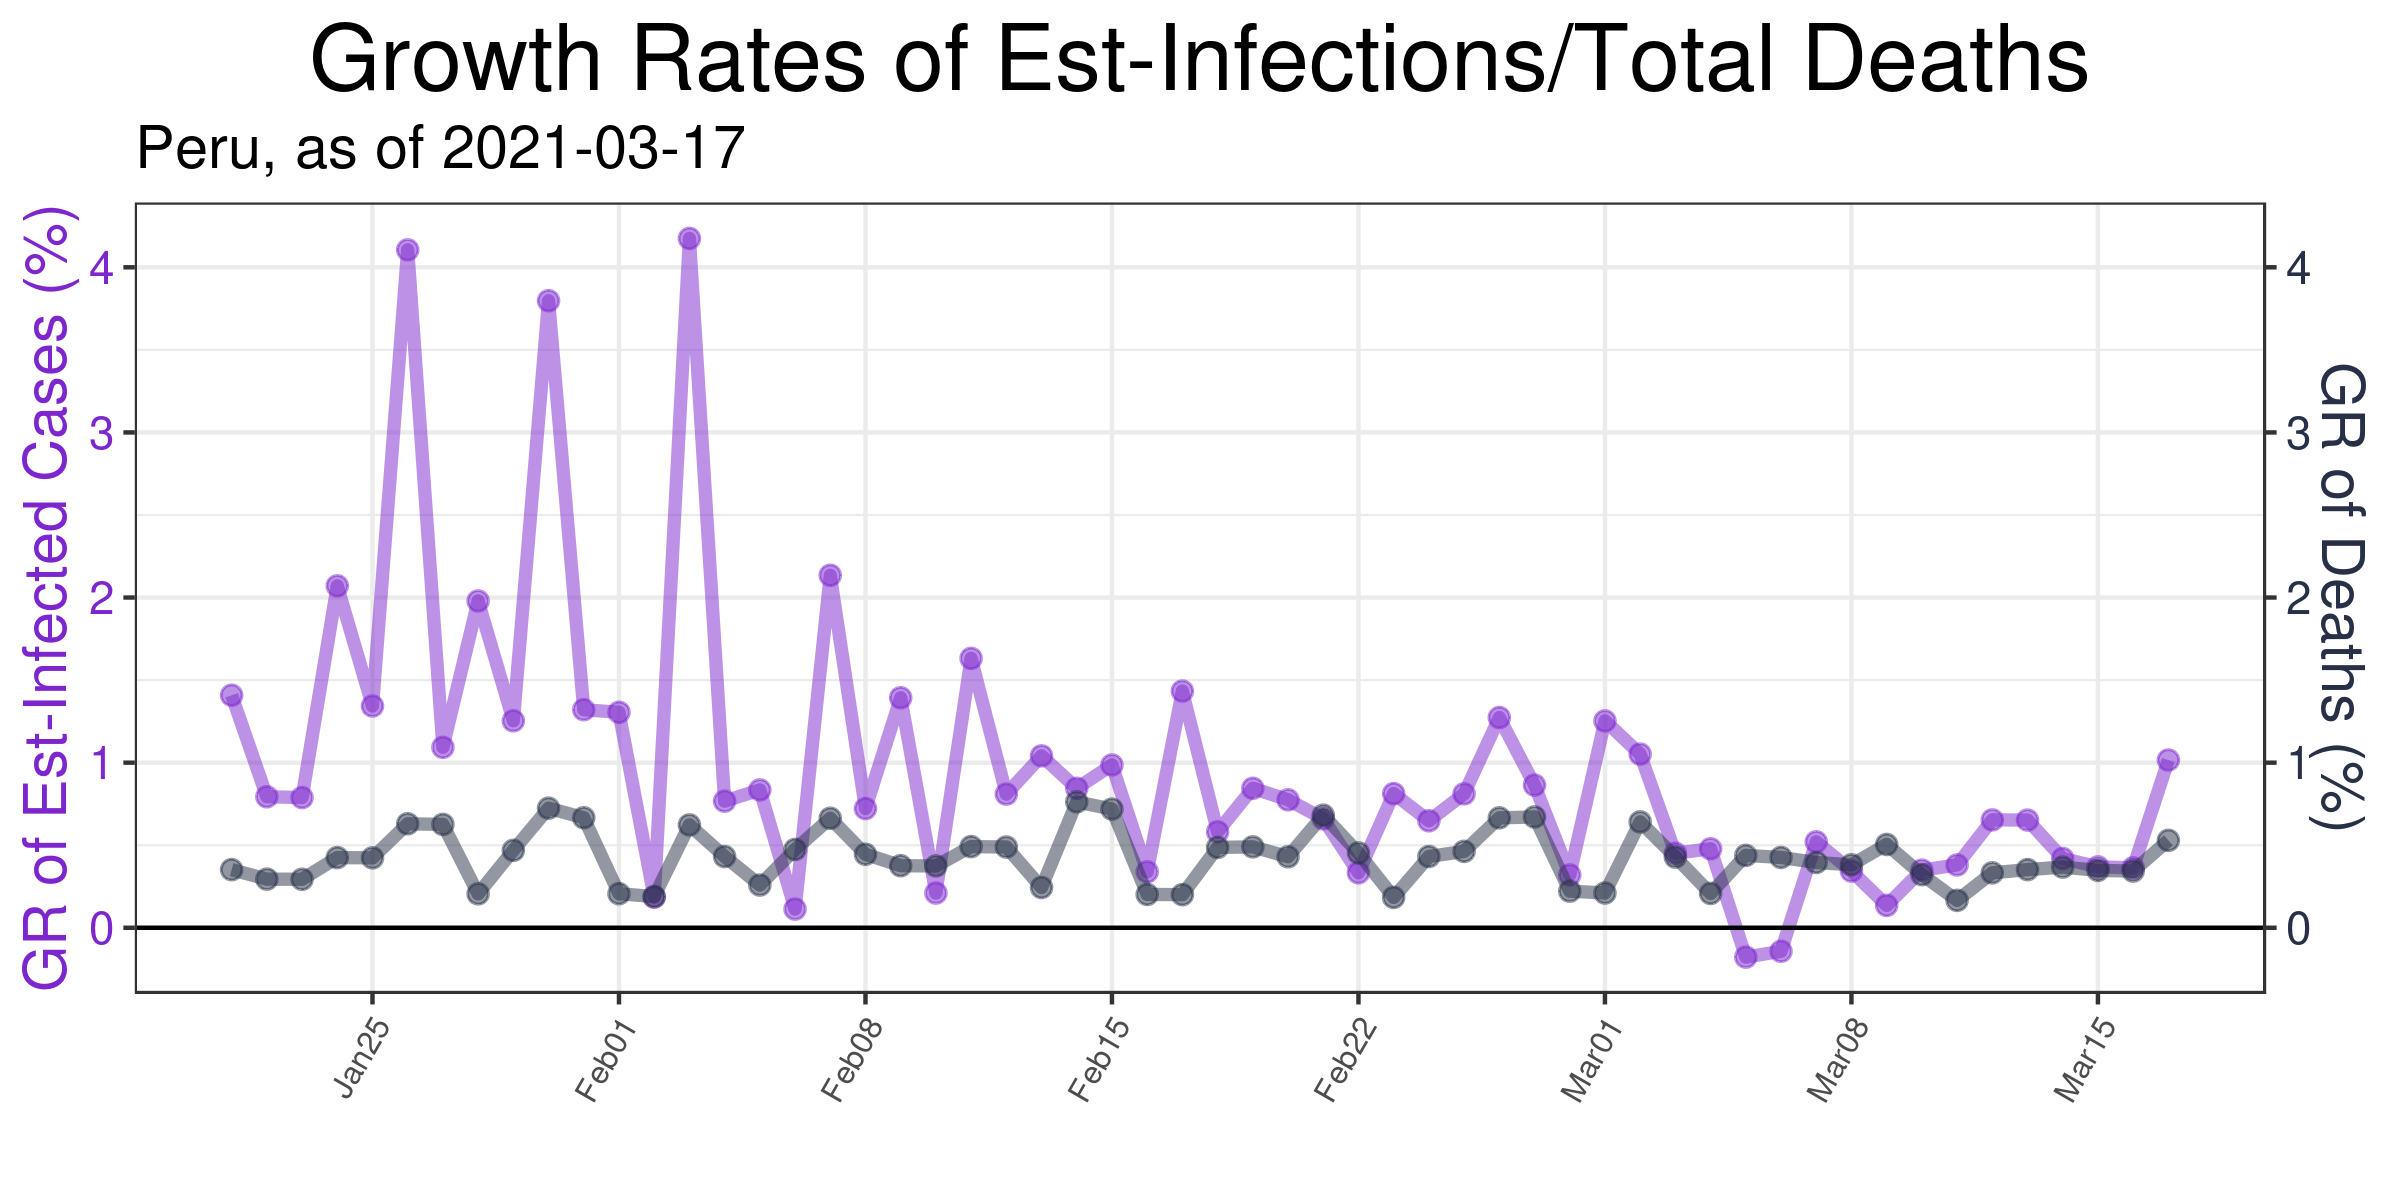 Growth Rates of Est-Infections/Total Deaths
Peru, as of 2021-03-17
GR of Est-Infected Cases (%)
4
3
2
1
0
4
3
2
1
0
GR of Deaths (%)
Jan25
Feb01
Feb08
Feb15
Feb22
Mar01
Mar08
Mar15